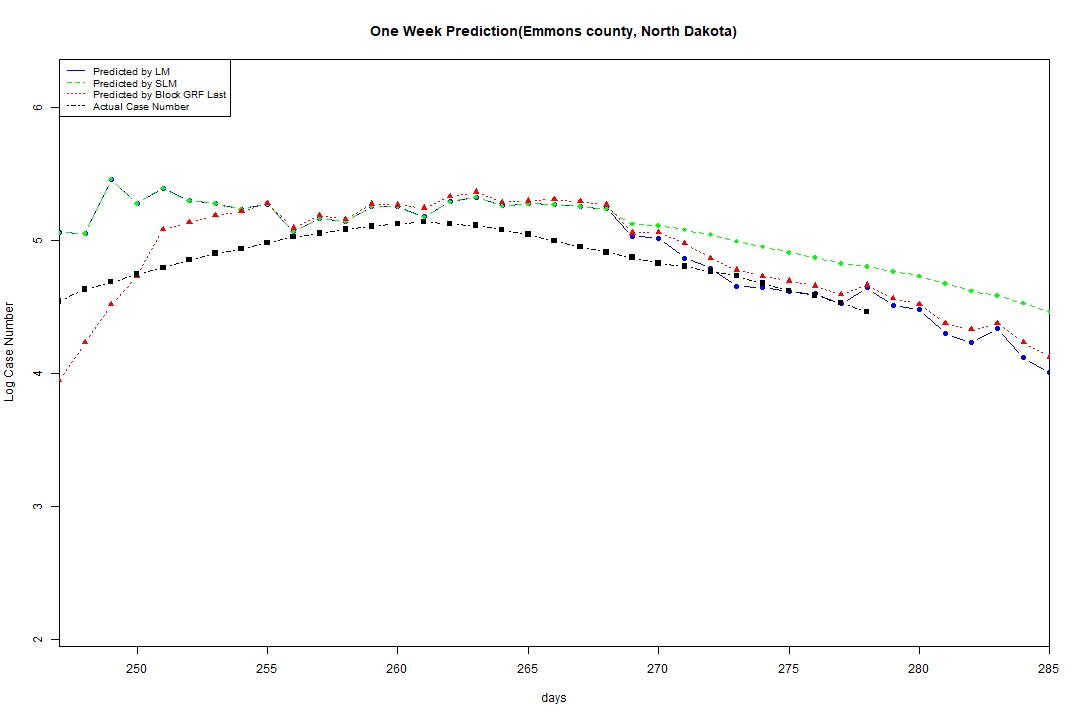 One Week Prediction(Emmons county, North Dakota)
Predicted by LM
Predicted by SLM
Predicted by Block GRF Last
Actual Case Number
6
5
4
3
2
Log Case Number
250 255 260 265 270 275 280 285
days